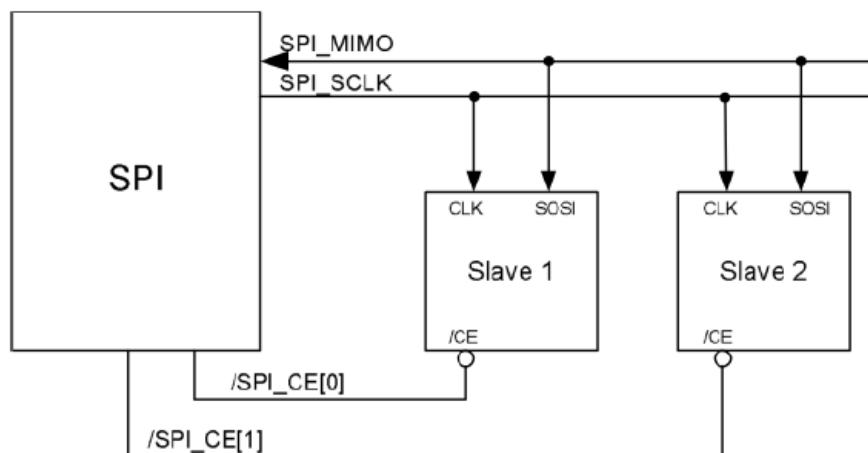 SPI_MIMO
SPI_SCLK
SPI
CLK SOSI
Slave 1
/CE
CLK SOSI
Slave 2
/CE
/SPI_CE[0]
/SPI_CE[1]